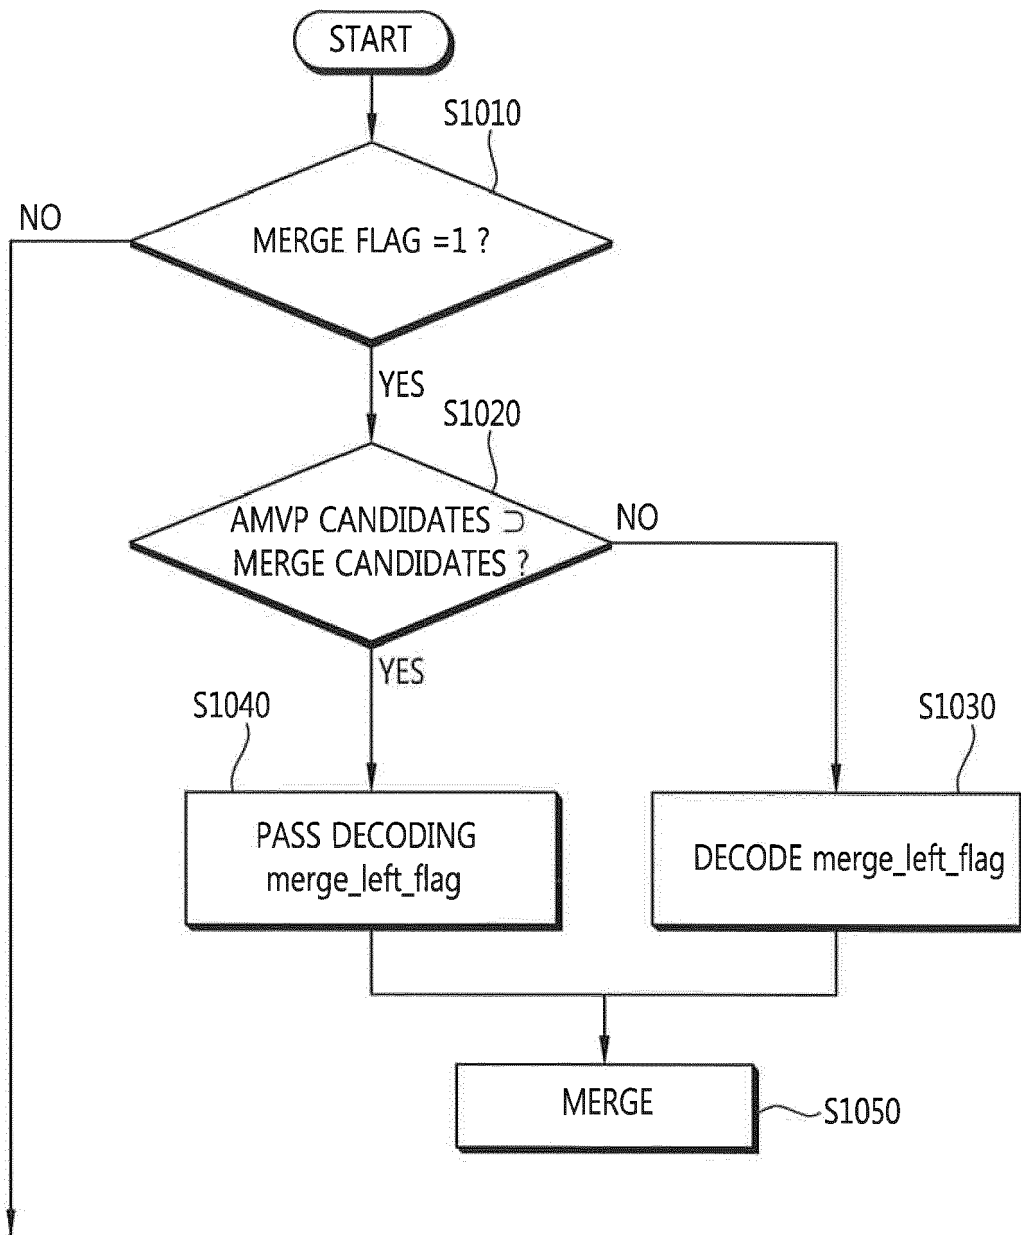 START
S1010
NO
MERGE FLAG =1 ?
YES
S1020
AMVP CANDIDATES ⊃
MERGE CANDIDATES ?
NO
YES
S1040
S1030
PASS DECODING
merge_left_flag
DECODE merge_left_flag
MERGE
S1050